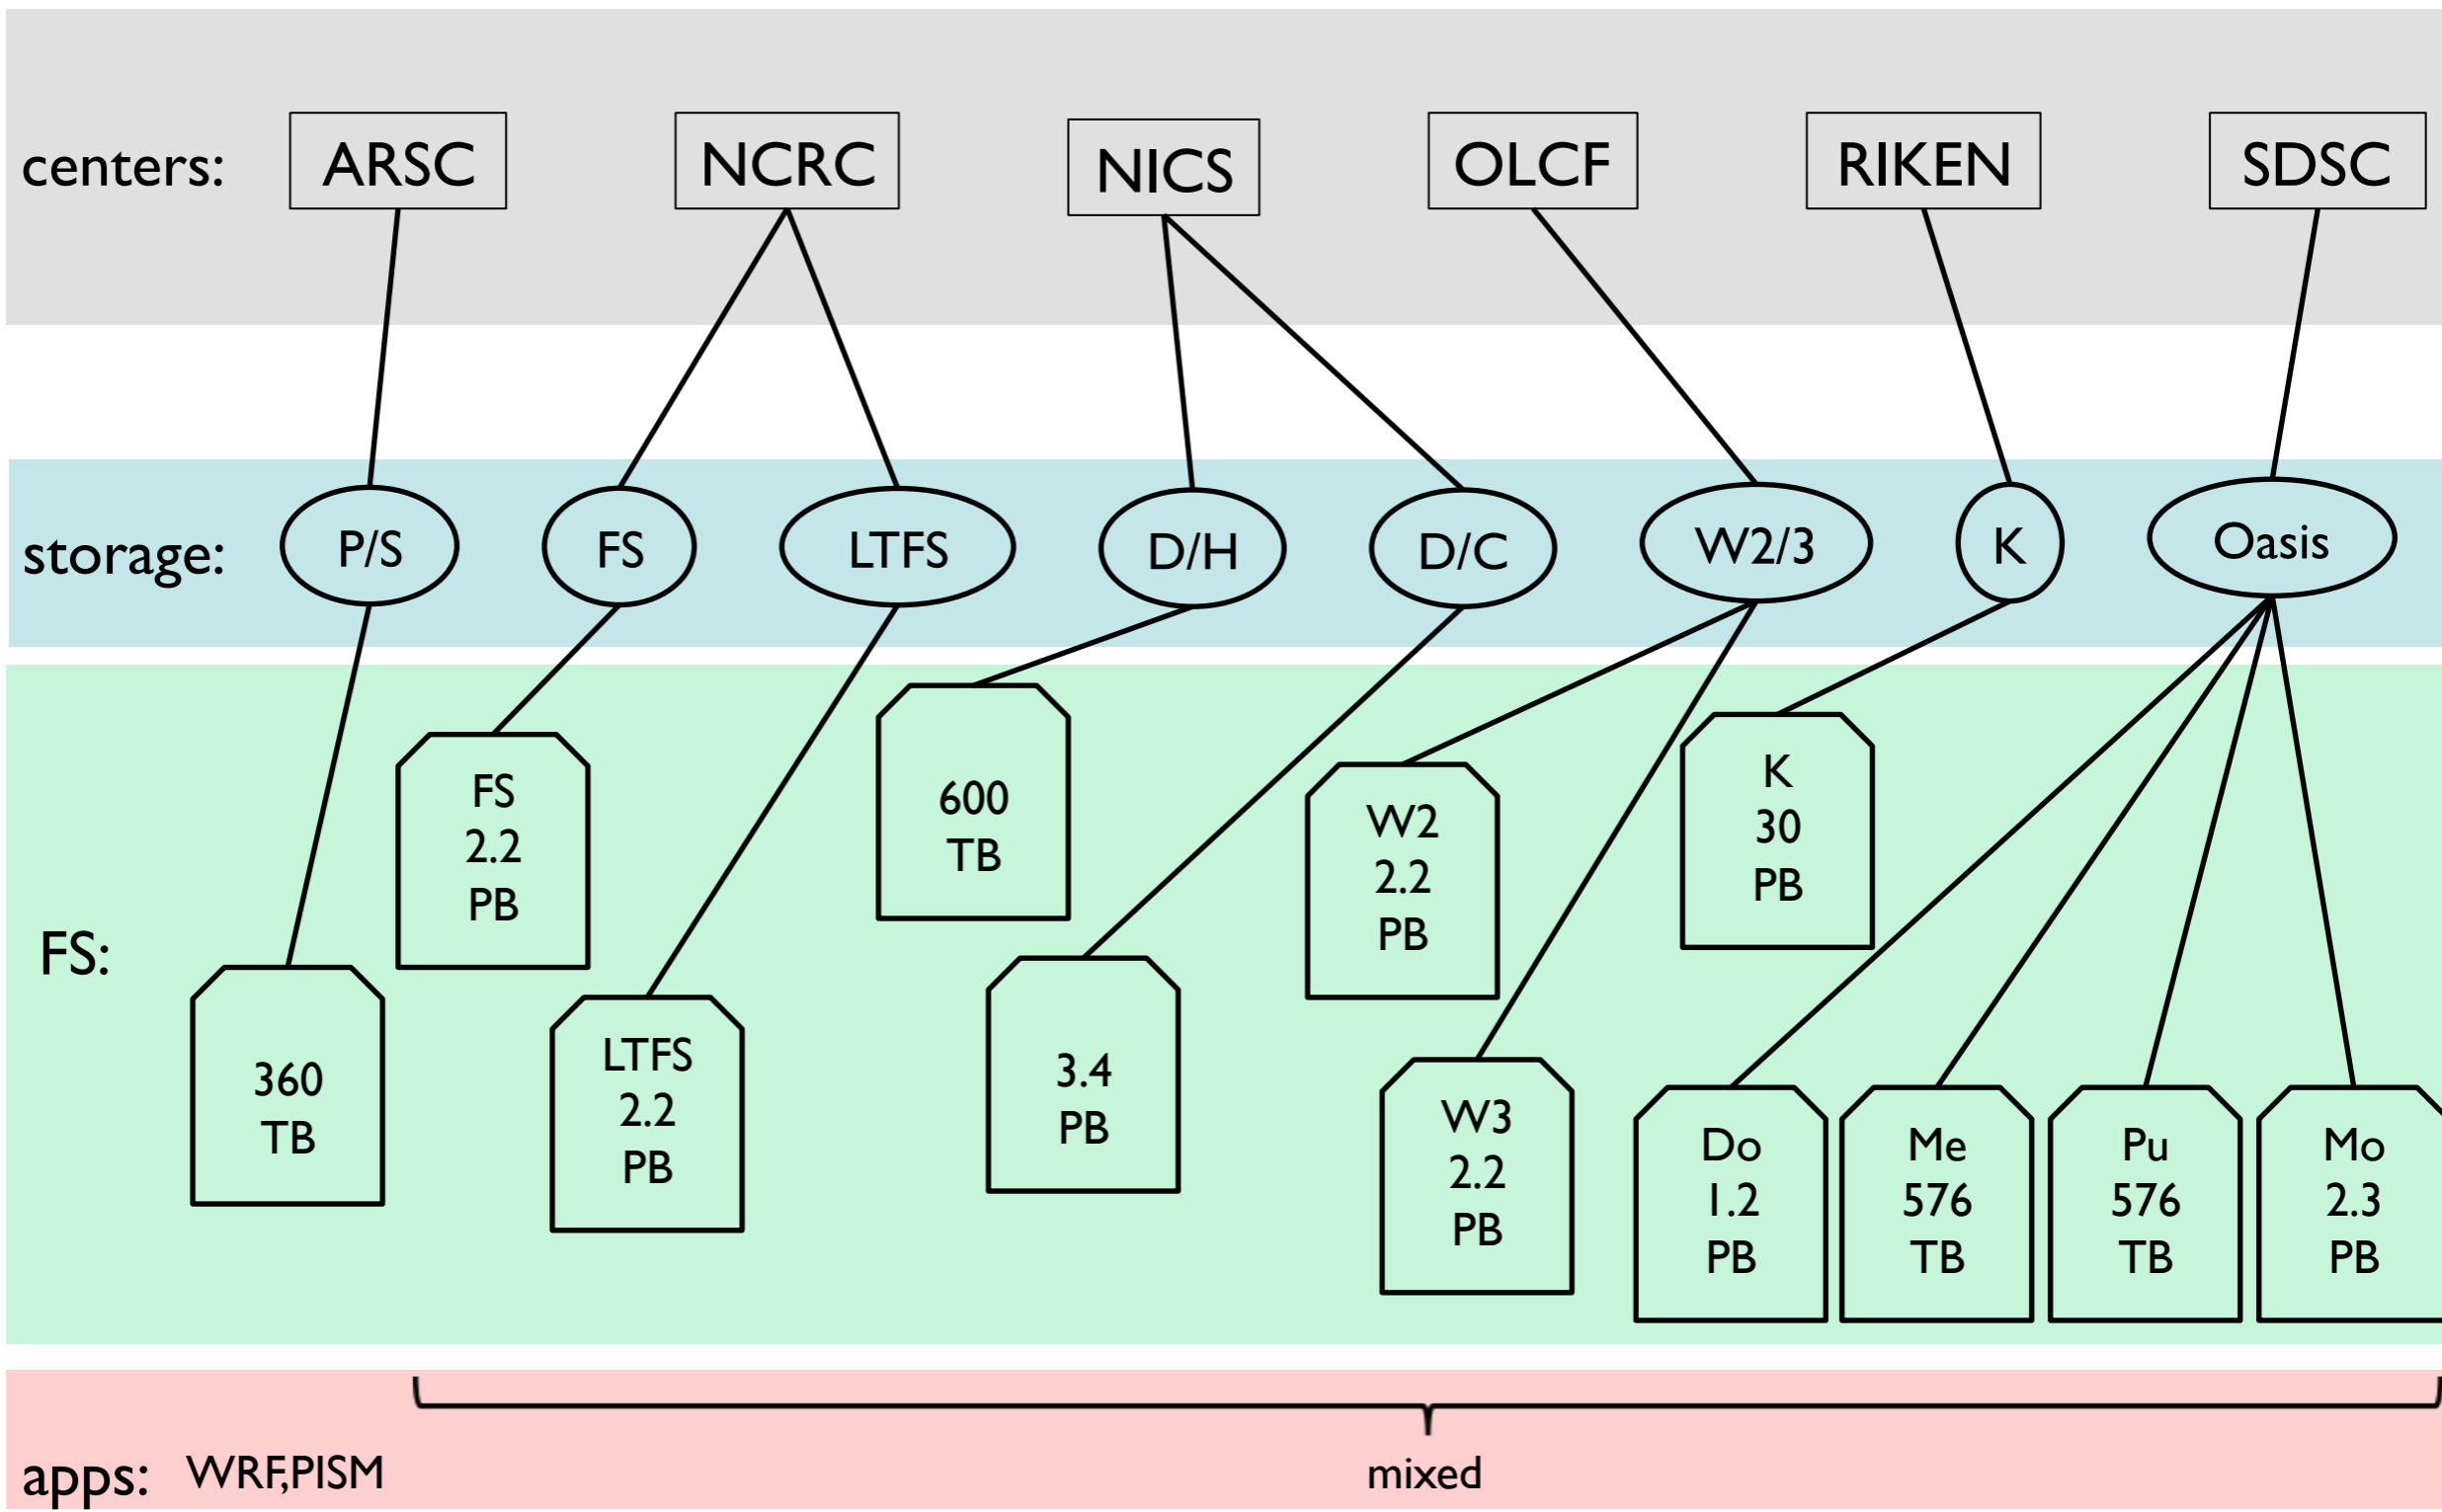 centers:
ARSC
NCRC
NICS
OLCF
RIKEN
SDSC
storage:
P/S
FS
LTFS
D/H
D/C
W2/3
K
Oasis
FS:
360
TB
FS
2.2
PB
LTFS
2.2
PB
600
TB
3.4
PB
W2
2.2
PB
W3
2.2
PB
K
30
PB
Do
1.2
PB
Me
576
TB
Pu
576
TB
Mo
2.3
PB
apps:
WRF,PISM
mixed